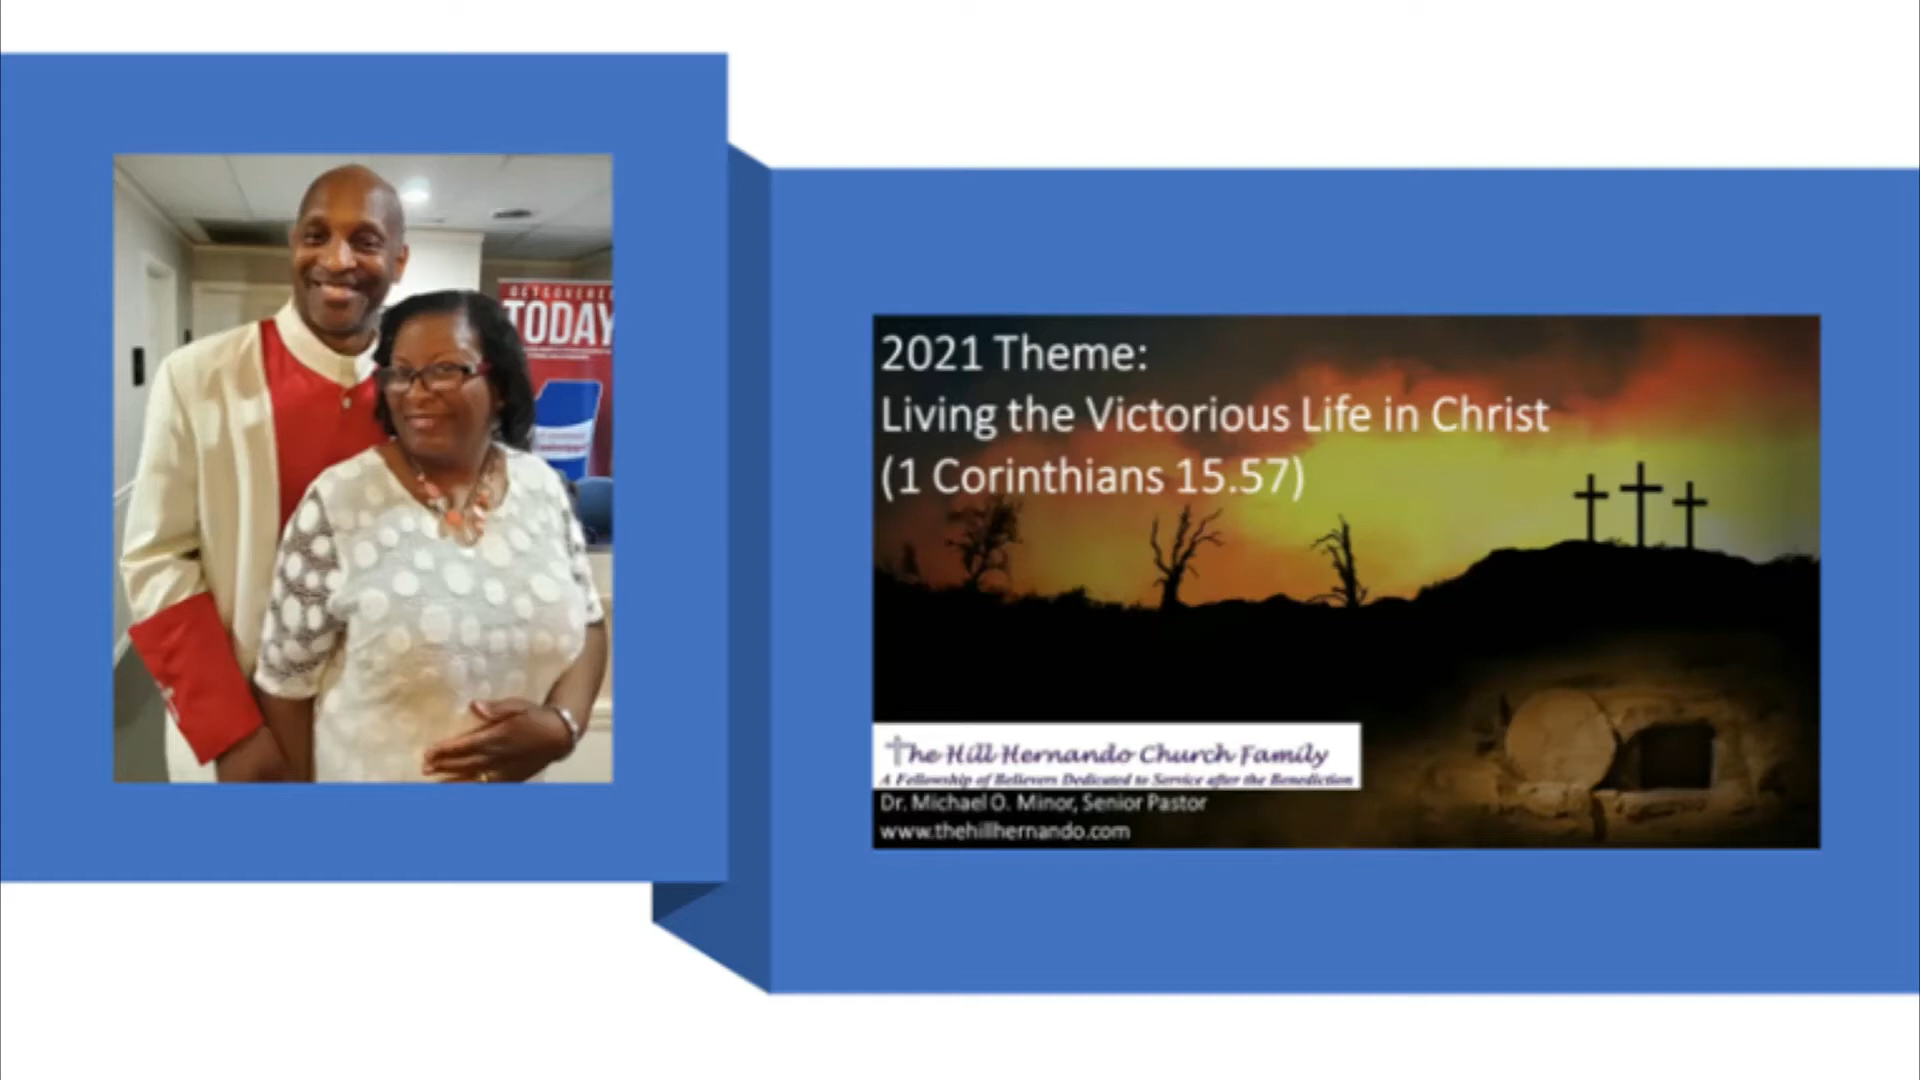 GETCOVERED
TODAY
2021 Theme:
Living the Victorious Life in Christ
(1 Corinthians 15.57)
The Hill Hernando Church Family
A Fellowship of Believers Dedicated to Service after the Benediction
Dr. Michael O. Minor, Senior Pastor
www.thehillhernando.com